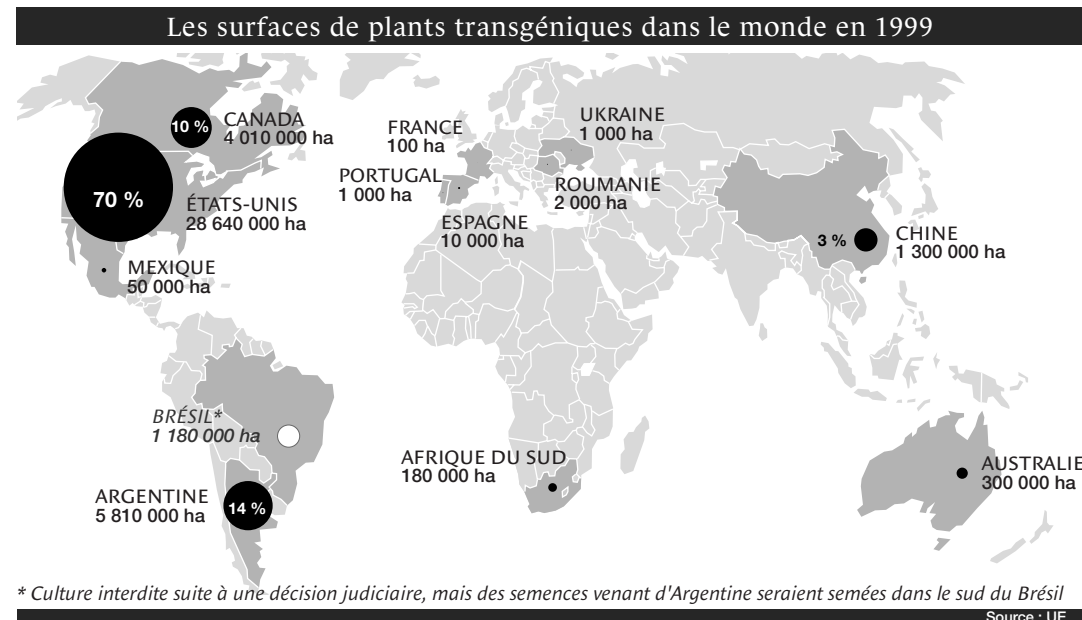 Les surfaces de plants transgéniques dans le monde en 1999
10 %
CANADA
4 010 000 ha
70 %
ÉTATS-UNIS
28 640 000 ha
MEXIQUE
50 000 ha
FRANCE
100 ha
PORTUGAL
1 000 ha
ESPAGNE
10 000 ha
UKRAINE
1 000 ha
ROUMANIE
2 000 ha
3 %
CHINE
1 300 000 ha
BRÉSIL*
1 180 000 ha
ARGENTINE
5 810 000 ha
14 %
AFRIQUE DU SUD
180 000 ha
AUSTRALIE
300 000 ha
* Culture interdite suite à une décision judiciaire, mais des semences venant d'Argentine seraient semées dans le sud du Brésil
Source : UE